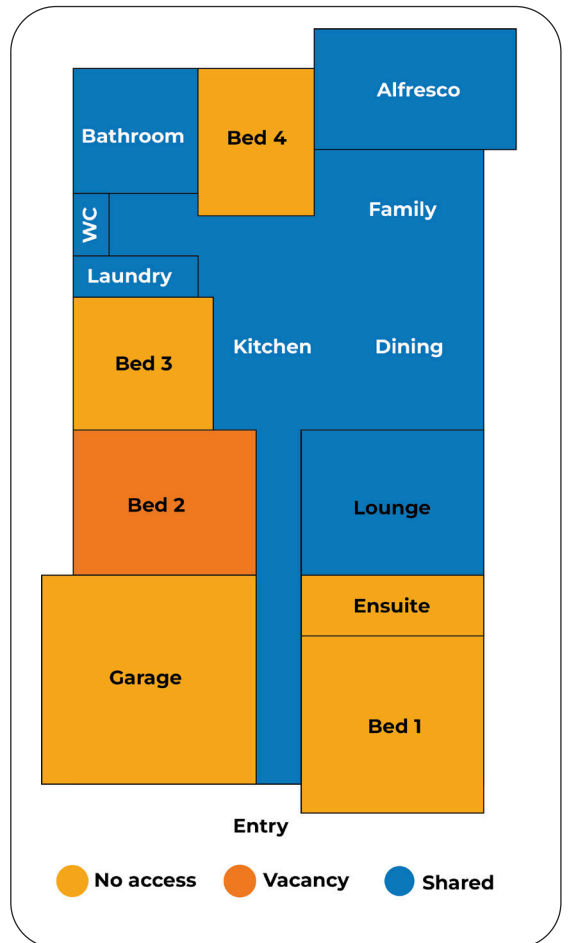 Alfresco
Bathroom
Bed 4
Family
WC
Laundry
Kitchen
Dining
Bed 3
Bed 2
Lounge
Ensuite
Garage
Bed 1
Entry
No access
Vacancy
Shared